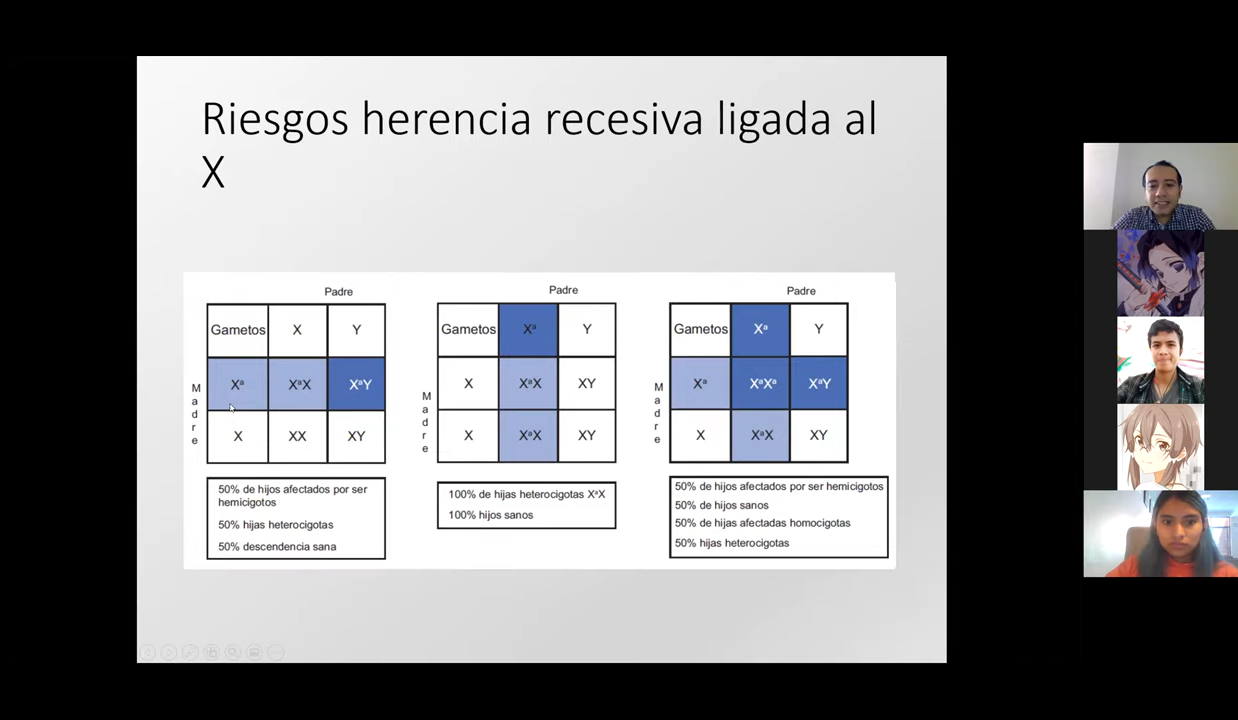 Riesgos herencia recesiva ligada al
X
Padre
Gametos X Y
Madre
Xᵃ XᵃX XᵃY
X XX XY
50% de hijos afectados por ser
hemicigotos
50% hijas heterocigotas
50% descendencia sana
Padre
Gametos Xᵃ Y
Madre
X XᵃX XY
X XᵃX XY
100% de hijas heterocigotas XᵃX
100% hijos sanos
Padre
Gametos Xᵃ Y
Madre
Xᵃ XᵃXᵃ XᵃY
X XᵃX XY
50% de hijos afectados por ser hemicigotos
50% de hijos sanos
50% de hijas afectadas homocigotas
50% hijas heterocigotas